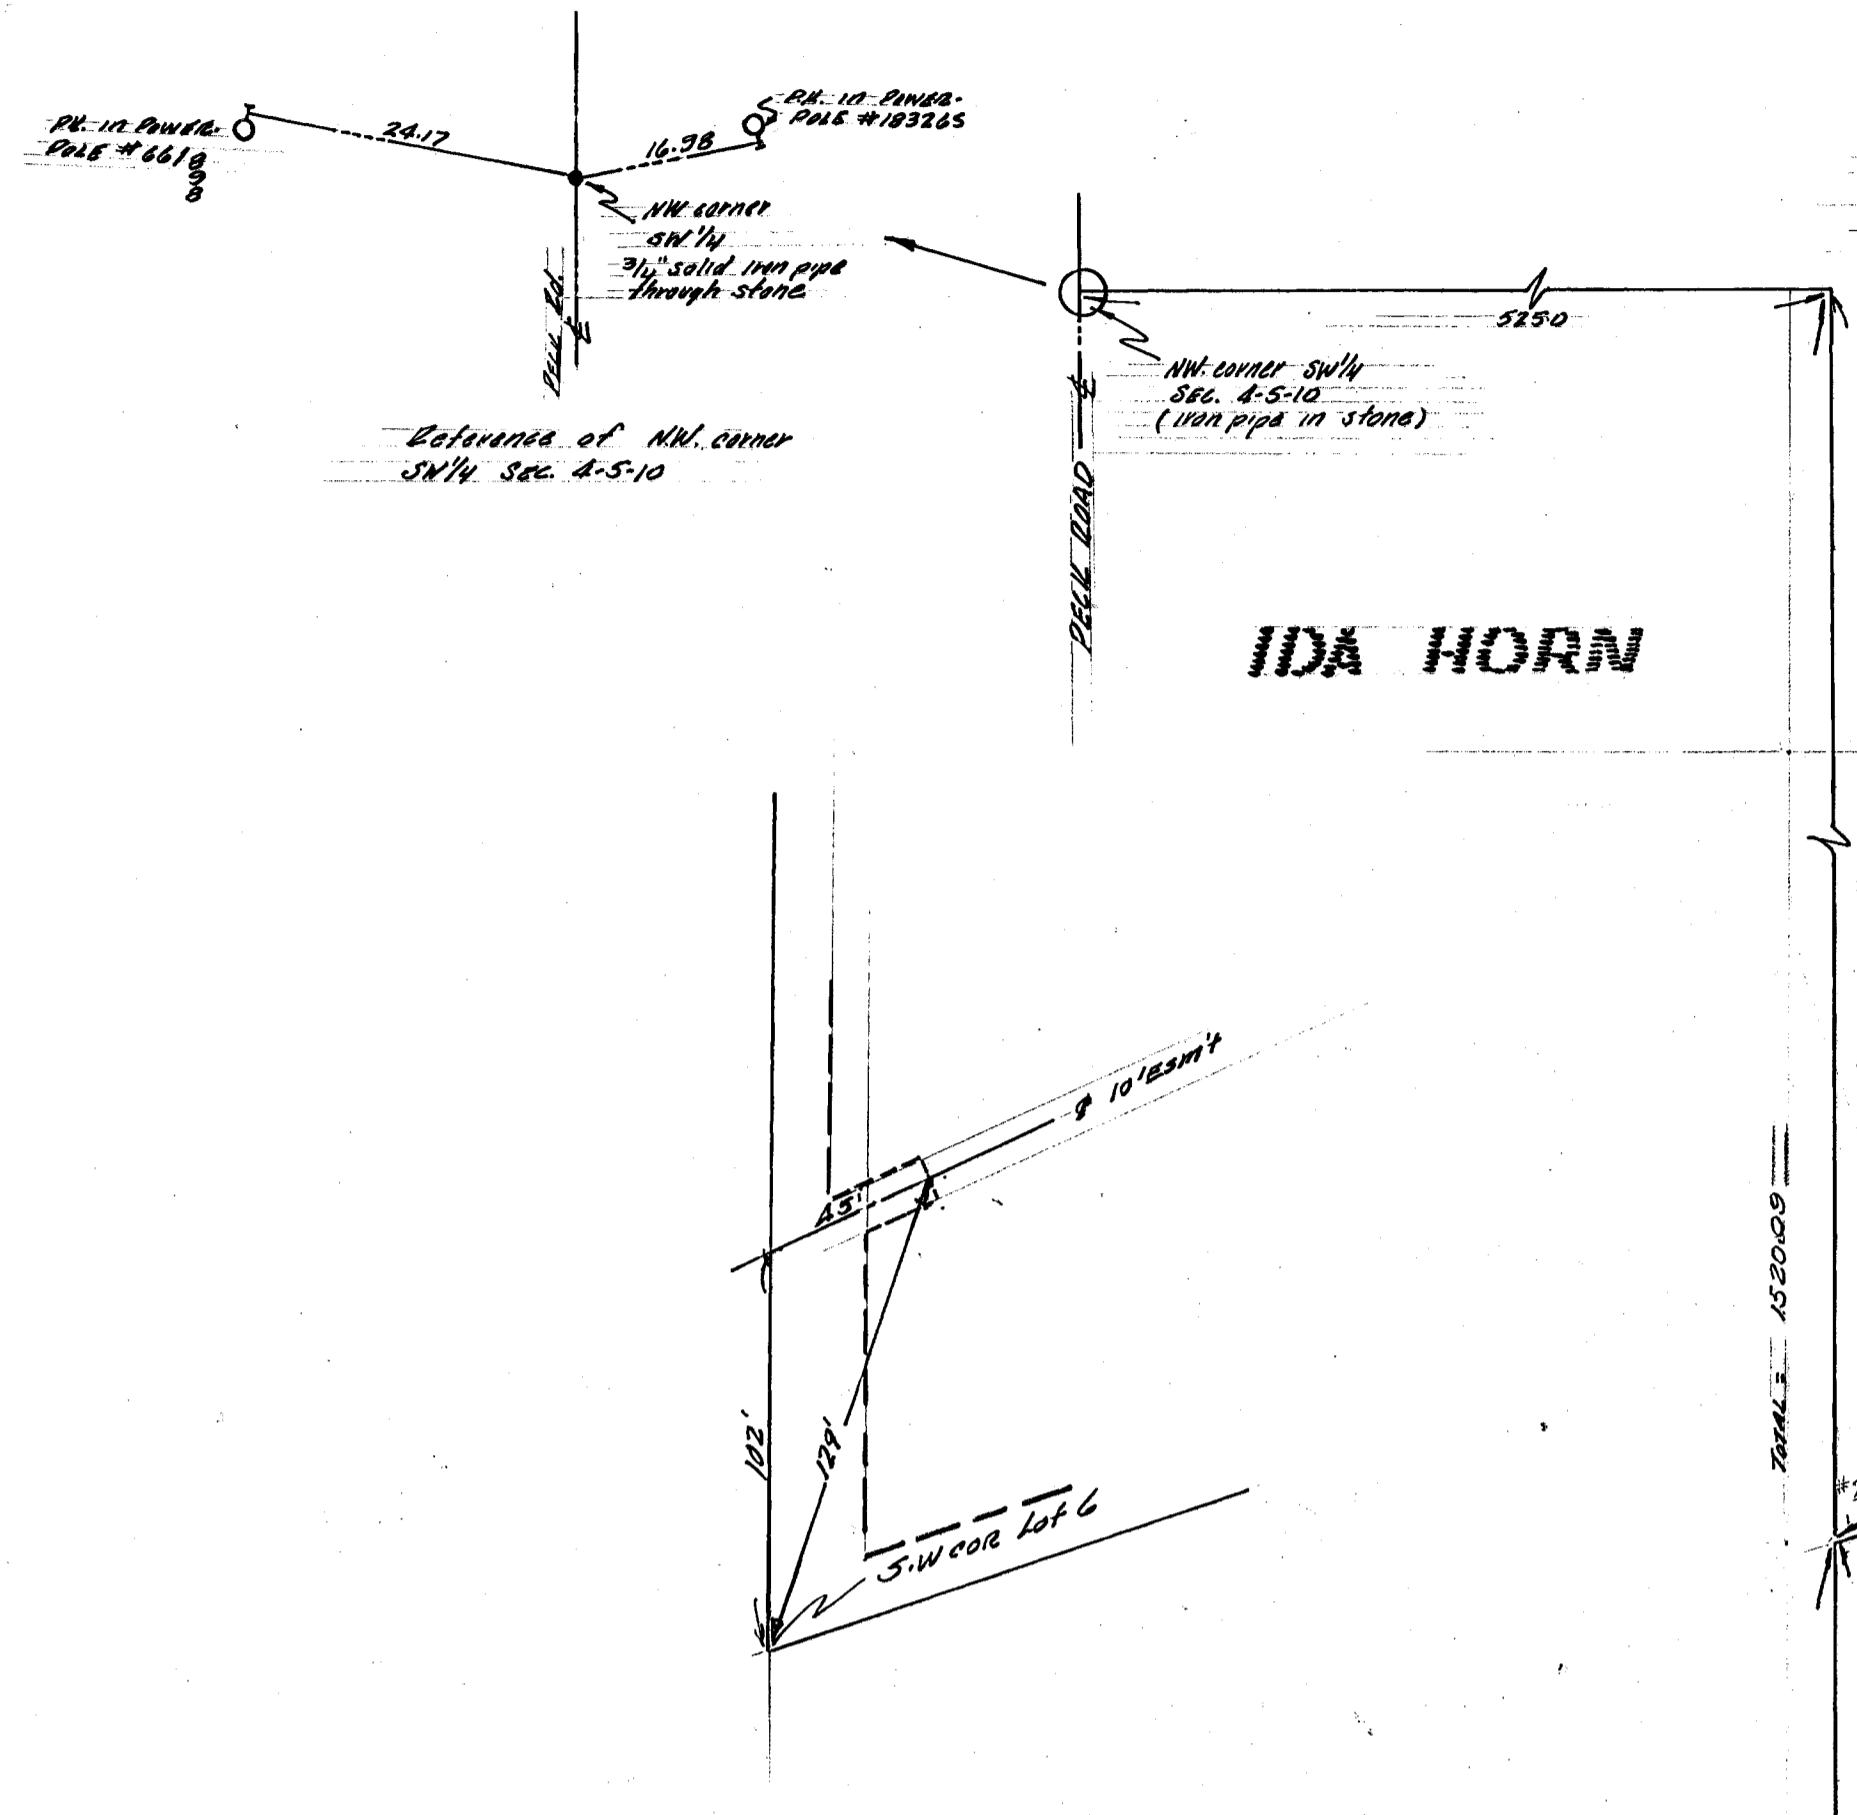 P.K. in Power
Pole #661
8
9
8
24.17
16.98
P.K. in Power
Pole #183265
NW corner
SW 1/4
3/4" solid iron pipe
through stone
Peck Rd.
Reference of N.W. corner
SW 1/4 SEC. 4-5-10
5250
NW. corner SW 1/4
SEC. 4-5-10
(iron pipe in stone)
PECK ROAD
IDA HORN
10' ESM'T
45'
102'
129'
S.W COR Lot 6
TOTAL = 1520.09